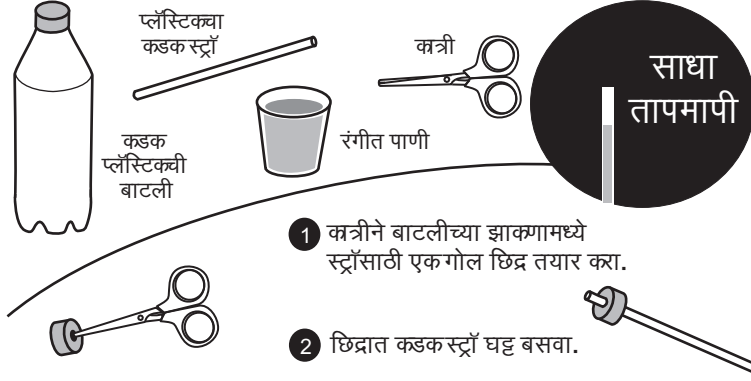 प्लॅस्टिकचा
कडक स्ट्रॉ
कात्री
साधा
तापमापी
कडक
प्लॅस्टिकची
बाटली
रंगीत पाणी
1 कात्रीने बाटलीच्या झाकणामध्ये
स्ट्रॉसाठी एक गोल छिद्र तयार करा.
2 छिद्रात कडक स्ट्रॉ घट्ट बसवा.